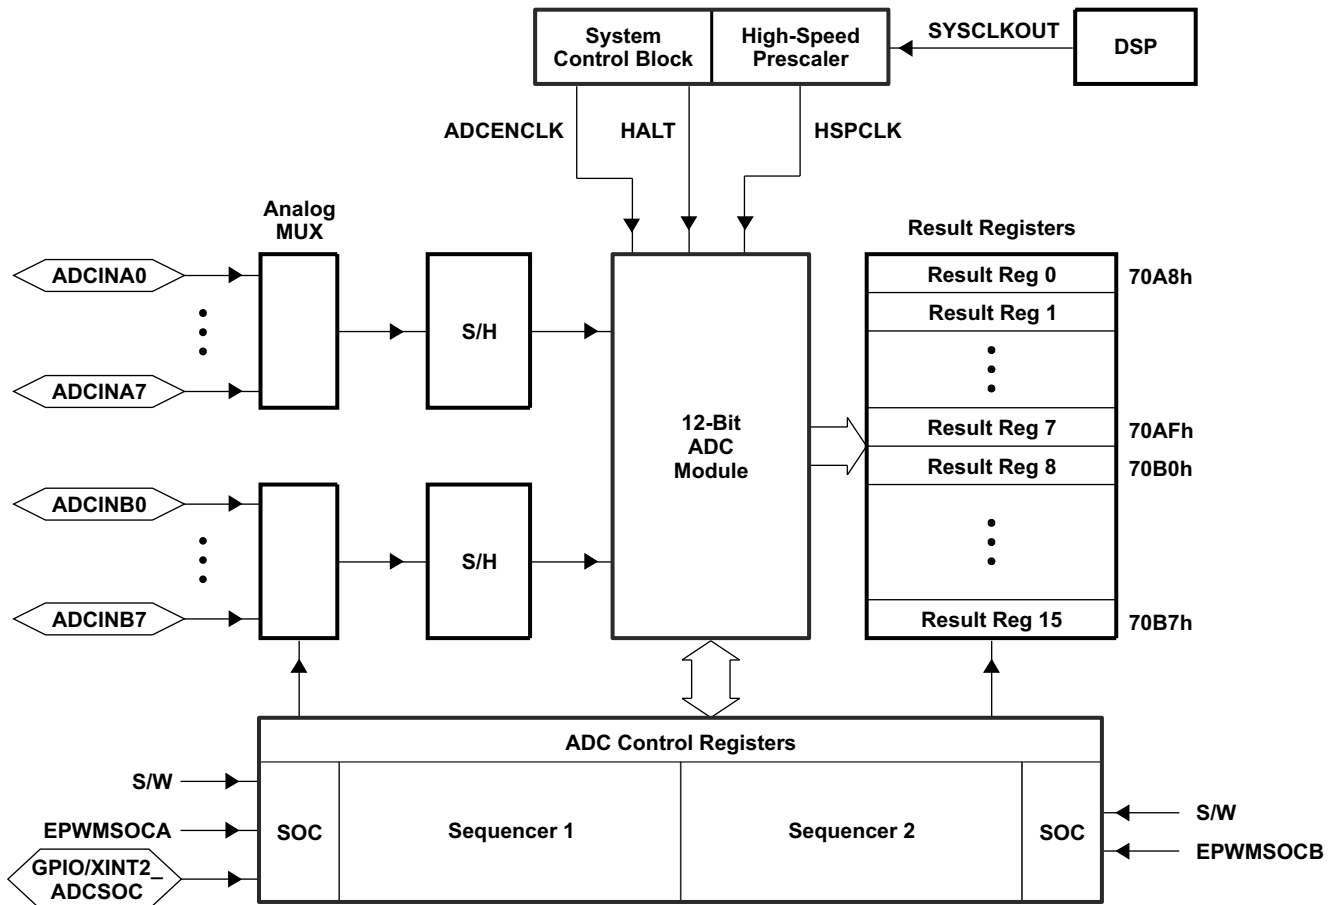 System
Control Block
High-Speed
Prescaler
SYSCLKOUT
DSP
ADCENCLK
HALT
HSPCLK
Analog
MUX
Result Registers
ADCINA0
ADCINA7
S/H
12-Bit
ADC
Module
Result Reg 0
70A8h
Result Reg 1
Result Reg 7
70AFh
Result Reg 8
70B0h
Result Reg 15
70B7h
ADCINB0
ADCINB7
S/H
ADC Control Registers
S/W
EPWMSOCA
GPIO/XINT2_
ADCSOC
SOC
Sequencer 1
Sequencer 2
SOC
S/W
EPWMSOCB